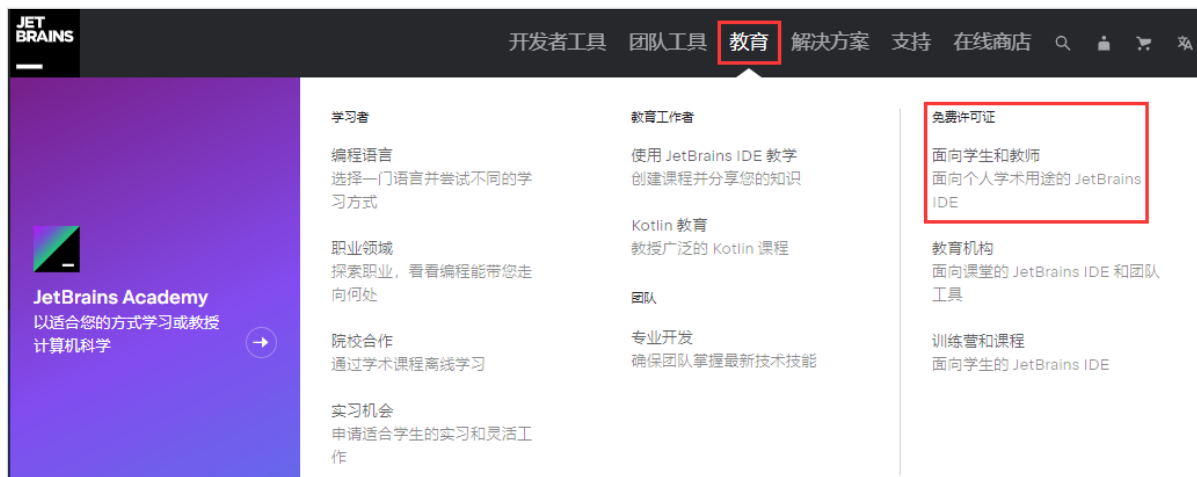 JET
BRAINS
开发者工具 团队工具 教育 解决方案 支持 在线商店
JetBrains Academy
以适合您的方式学习或教授
计算机科学
学习者
编程语言
选择一门语言并尝试不同的学
习方式
职业领域
探索职业，看看编程能带您走
向何处
院校合作
通过学术课程离线学习
实习机会
申请适合学生的实习和灵活工
作
教育工作者
使用 JetBrains IDE 教学
创建课程并分享您的知识
Kotlin 教育
教授广泛的 Kotlin 课程
团队
专业开发
确保团队掌握最新技术技能
免费许可证
面向学生和教师
面向个人学术用途的 JetBrains
IDE
教育机构
面向课堂的 JetBrains IDE 和团队
工具
训练营和课程
面向学生的 JetBrains IDE